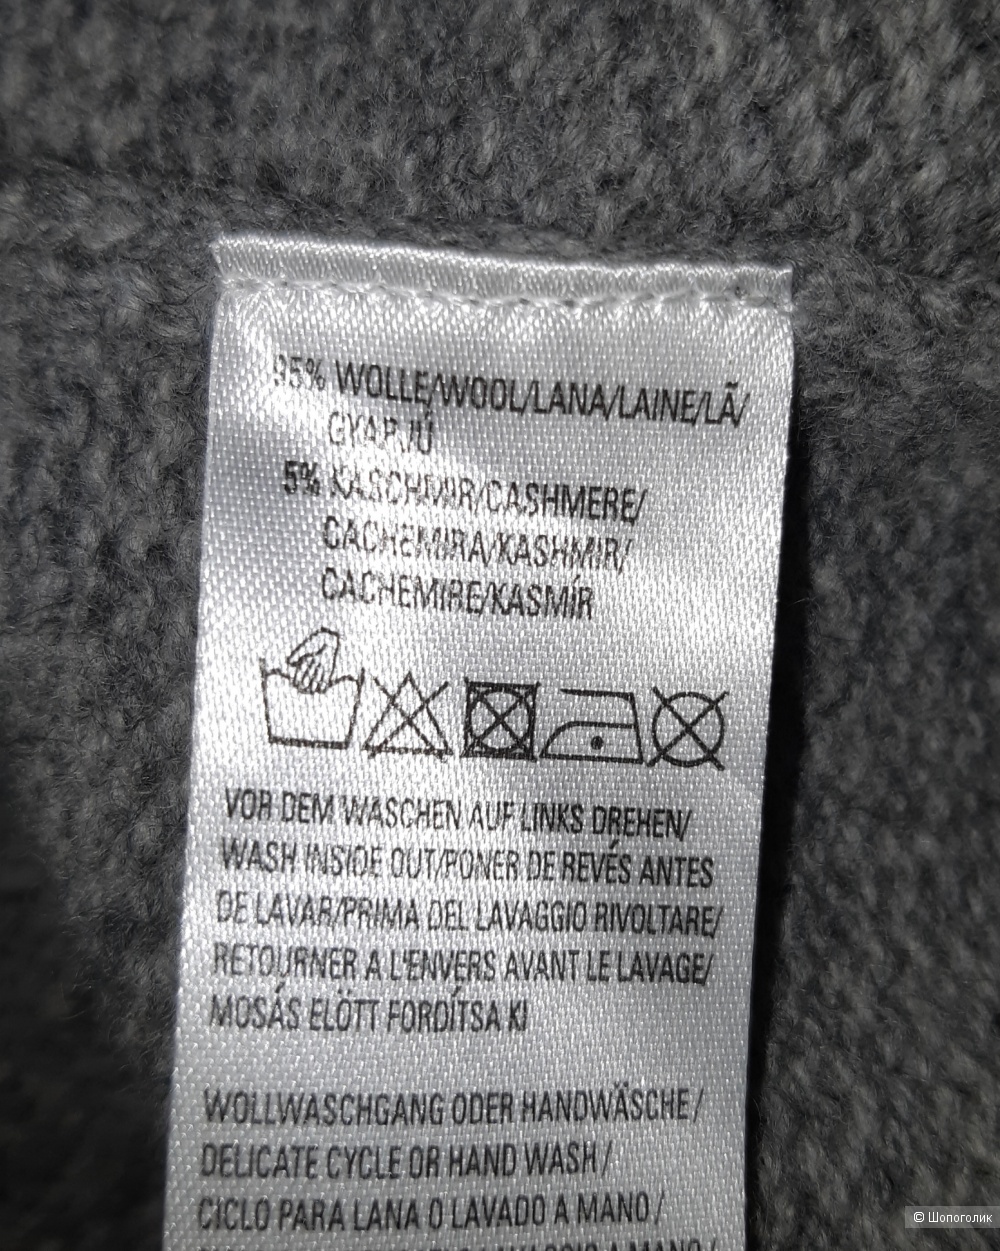 95% WOLLE/WOOL/LANA/LAINE/LÃ/
GYAPJÚ
5% KASCHMIR/CASHMERE/
CACHEMIRA/KASHMIR/
CACHEMIRE/KASMÍR
VOR DEM WASCHEN AUF LINKS DREHEN/
WASH INSIDE OUT/PONER DE REVÉS ANTES
DE LAVAR/PRIMA DEL LAVAGGIO RIVOLTARE/
RETOURNER A L'ENVERS AVANT LE LAVAGE/
MOSÁS ELÖTT FORDÍTSA KI
WOLLWASCHGANG ODER HANDWÄSCHE/
DELICATE CYCLE OR HAND WASH/
CICLO PARA LANA O LAVADO A MANO/
© Шопоголик